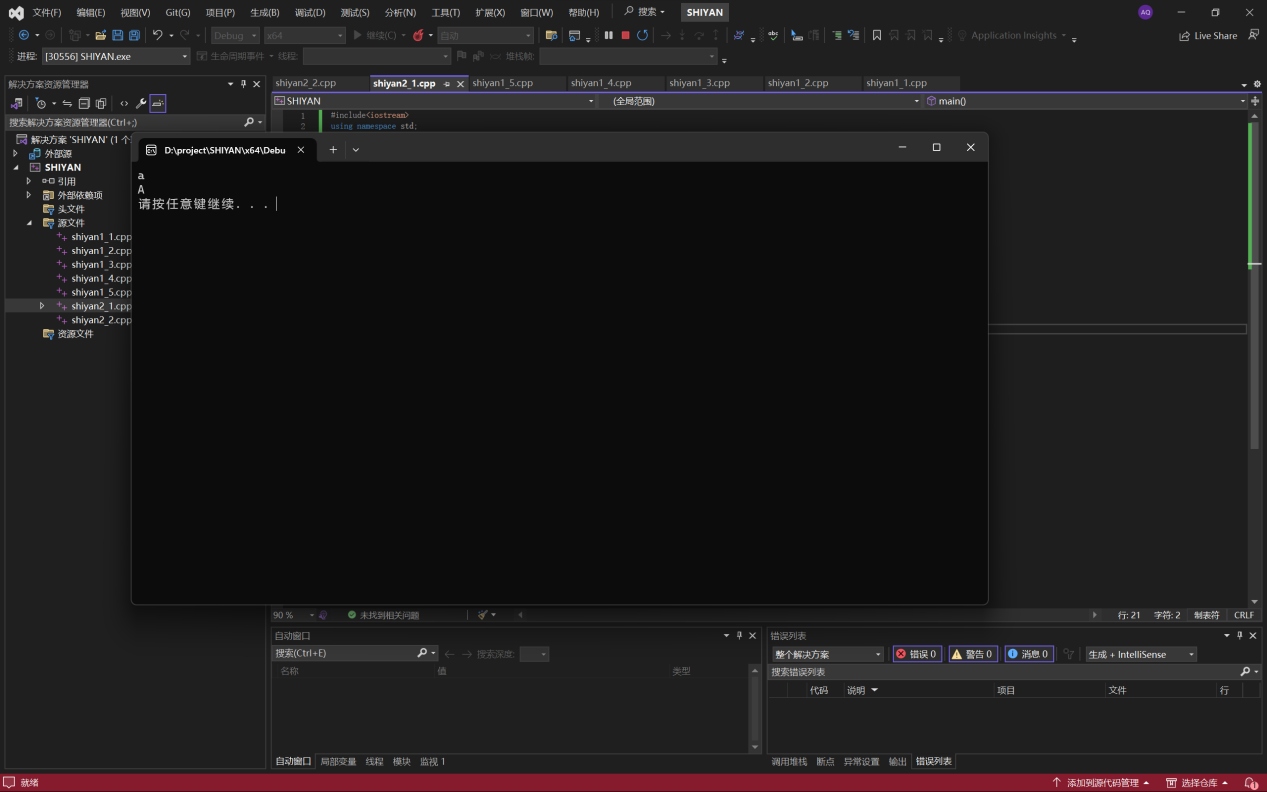 文件(F) 编辑(E) 视图(V) Git(G) 项目(P) 生成(B) 调试(D) 测试(S) 分析(N) 工具(T) 扩展(X) 窗口(W) 帮助(H) 搜索 SHIYAN AQ
Debug x64 继续(C) 自动 Application Insights Live Share
进程: [30556] SHIYAN.exe 生命周期事件 线程: 堆栈帧:
解决方案资源管理器
搜索解决方案资源管理器(Ctrl+;)
解决方案 'SHIYAN' (1 个
外部源
SHIYAN
引用
外部依赖项
头文件
源文件
shiyan1_1.cpp
shiyan1_2.cpp
shiyan1_3.cpp
shiyan1_4.cpp
shiyan1_5.cpp
shiyan2_1.cpp
shiyan2_2.cpp
资源文件
shiyan2_2.cpp shiyan2_1.cpp shiyan1_5.cpp shiyan1_4.cpp shiyan1_3.cpp shiyan1_2.cpp shiyan1_1.cpp
SHIYAN (全局范围) main()
1 #include<iostream>
2 using namespace std;
D:\project\SHIYAN\x64\Debu
a
A
请按任意键继续. . .
90 % 未找到相关问题 行: 21 字符: 2 制表符 CRLF
自动窗口
搜索(Ctrl+E) 搜索深度:
名称 值 类型
自动窗口 局部变量 线程 模块 监视 1
错误列表
整个解决方案 错误 0 警告 0 消息 0 生成 + IntelliSense
搜索错误列表
代码 说明 项目 文件 行
调用堆栈 断点 异常设置 输出 错误列表
就绪 添加到源代码管理 选择仓库 1